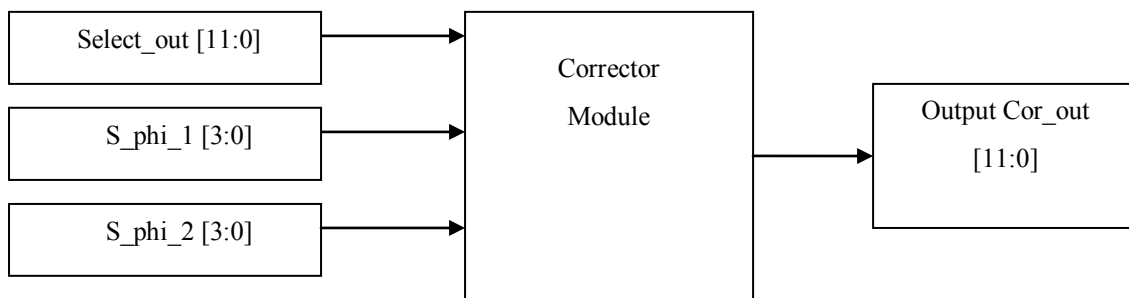 Select_out [11:0]
S_phi_1 [3:0]
S_phi_2 [3:0]
Corrector
Module
Output Cor_out
[11:0]